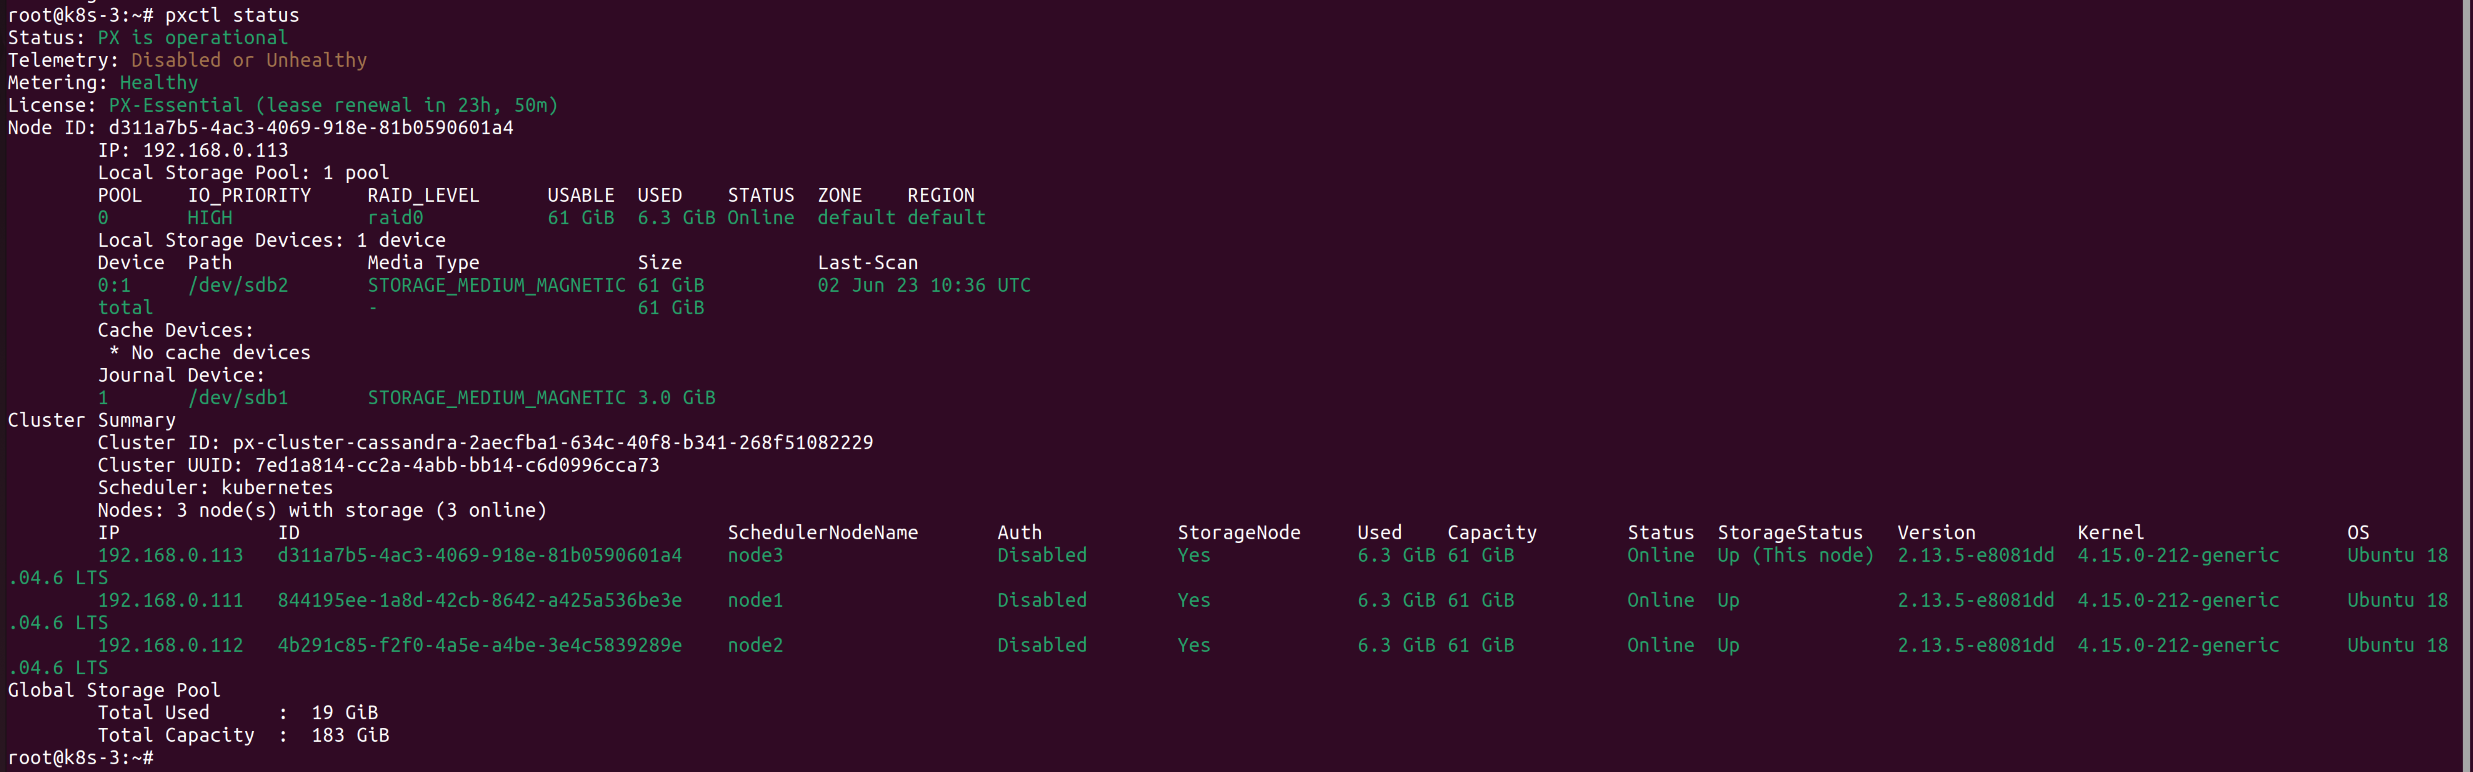 root@k8s-3:~# pxctl status
Status: PX is operational
Telemetry: Disabled or Unhealthy
Metering: Healthy
License: PX-Essential (lease renewal in 23h, 50m)
Node ID: d311a7b5-4ac3-4069-918e-81b0590601a4
IP: 192.168.0.113
Local Storage Pool: 1 pool
POOL IO_PRIORITY RAID_LEVEL USABLE USED STATUS ZONE REGION
0 HIGH raid0 61 GiB 6.3 GiB Online default default
Local Storage Devices: 1 device
Device Path Media Type Size Last-Scan
0:1 /dev/sdb2 STORAGE_MEDIUM_MAGNETIC 61 GiB 02 Jun 23 10:36 UTC
total - 61 GiB
Cache Devices:
* No cache devices
Journal Device:
1 /dev/sdb1 STORAGE_MEDIUM_MAGNETIC 3.0 GiB
Cluster Summary
Cluster ID: px-cluster-cassandra-2aecfba1-634c-40f8-b341-268f51082229
Cluster UUID: 7ed1a814-cc2a-4abb-bb14-c6d0996cca73
Scheduler: kubernetes
Nodes: 3 node(s) with storage (3 online)
IP ID SchedulerNodeName Auth StorageNode Used Capacity Status StorageStatus Version Kernel OS
192.168.0.113 d311a7b5-4ac3-4069-918e-81b0590601a4 node3 Disabled Yes 6.3 GiB 61 GiB Online Up (This node) 2.13.5-e8081dd 4.15.0-212-generic Ubuntu 18
.04.6 LTS
192.168.0.111 844195ee-1a8d-42cb-8642-a425a536be3e node1 Disabled Yes 6.3 GiB 61 GiB Online Up 2.13.5-e8081dd 4.15.0-212-generic Ubuntu 18
.04.6 LTS
192.168.0.112 4b291c85-f2f0-4a5e-a4be-3e4c5839289e node2 Disabled Yes 6.3 GiB 61 GiB Online Up 2.13.5-e8081dd 4.15.0-212-generic Ubuntu 18
.04.6 LTS
Global Storage Pool
Total Used : 19 GiB
Total Capacity : 183 GiB
root@k8s-3:~#